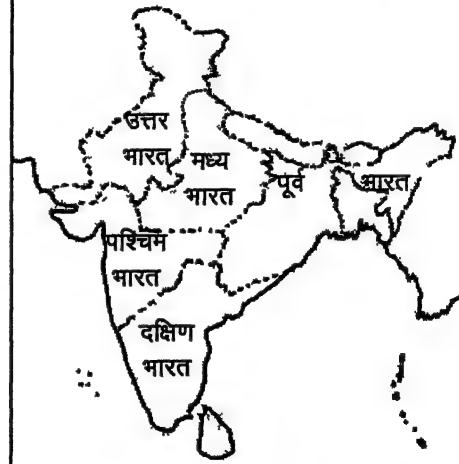 उत्तर
भारत
मध्य
भारत
पूर्व भारत
पश्चिम
भारत
दक्षिण
भारत